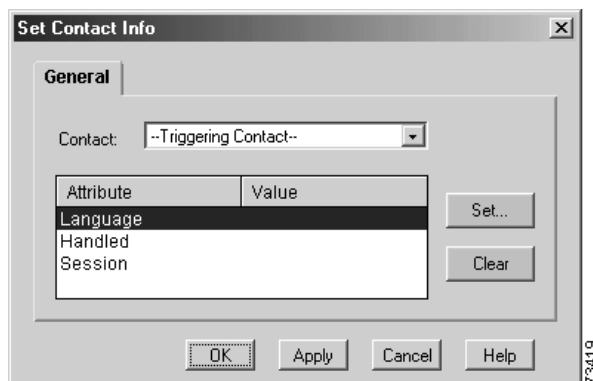 Set Contact Info
General
Contact: --Triggering Contact--
Attribute Value
Language
Handled
Session
Set...
Clear
OK Apply Cancel Help
73419